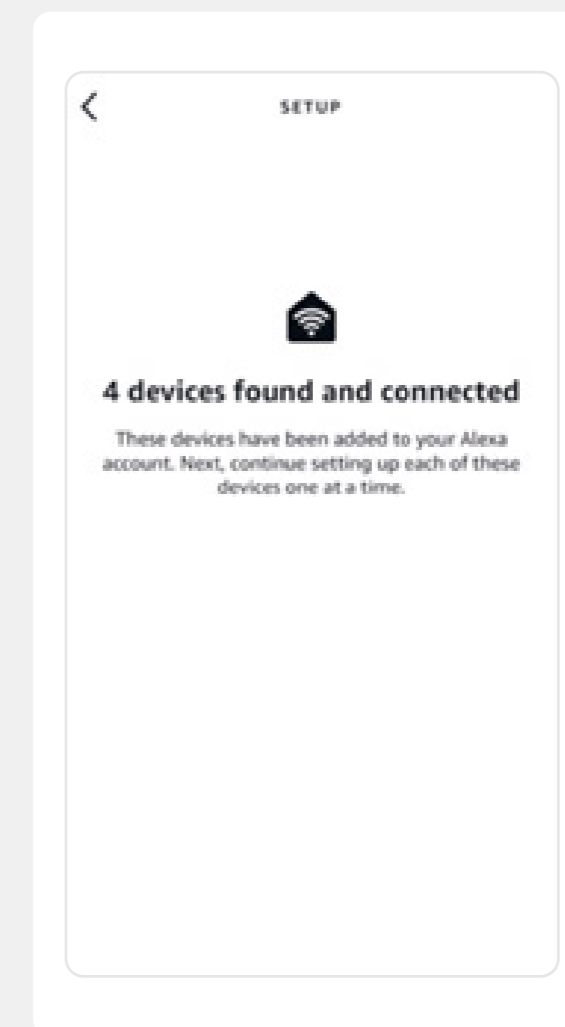 SETUP
4 devices found and connected
These devices have been added to your Alexa
account. Next, continue setting up each of these
devices one at a time.